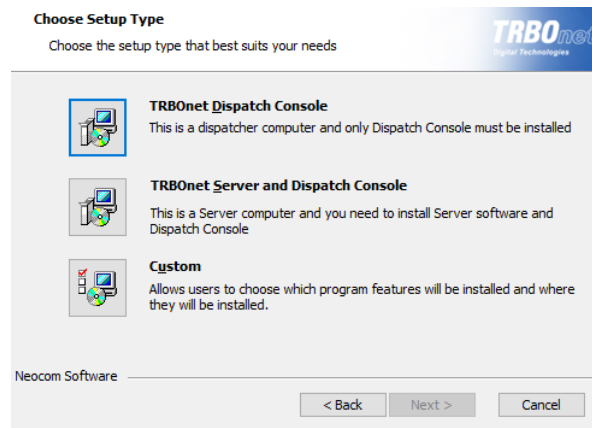 Choose Setup Type
Choose the setup type that best suits your needs
TRBOnet
Digital Technologies
TRBOnet Dispatch Console
This is a dispatcher computer and only Dispatch Console must be installed
TRBOnet Server and Dispatch Console
This is a Server computer and you need to install Server software and
Dispatch Console
Custom
Allows users to choose which program features will be installed and where
they will be installed.
Neocom Software
< Back
Next >
Cancel